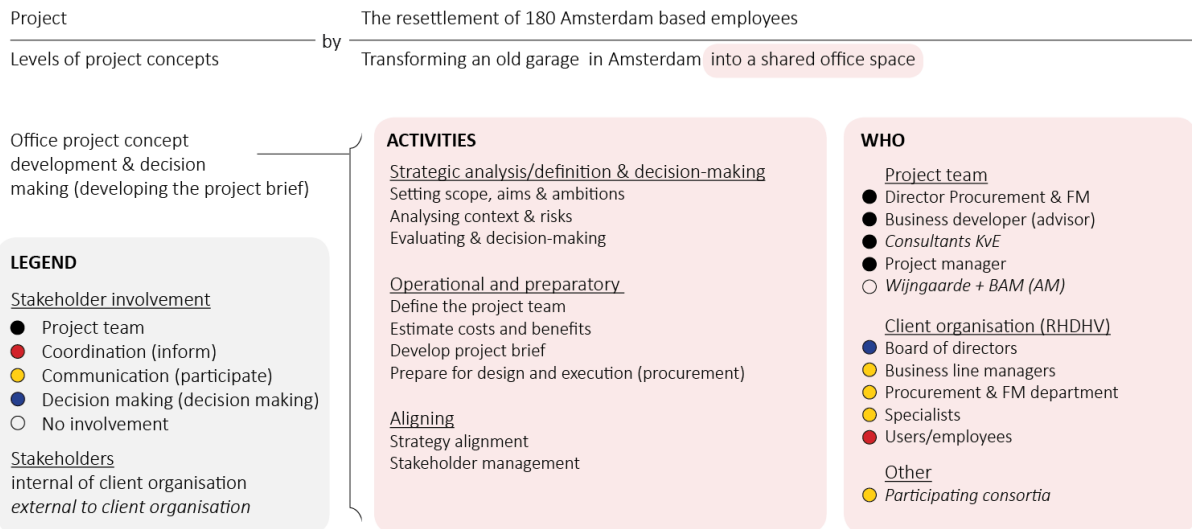 Project
The resettlement of 180 Amsterdam based employees
by
Levels of project concepts
Transforming an old garage in Amsterdam into a shared office space
Office project concept
development & decision
making (developing the project brief)
LEGEND
Stakeholder involvement
Project team
Coordination (inform)
Communication (participate)
Decision making (decision making)
No involvement
Stakeholders
internal of client organisation
external to client organisation
ACTIVITIES
Strategic analysis/definition & decision-making
Setting scope, aims & ambitions
Analysing context & risks
Evaluating & decision-making
Operational and preparatory
Define the project team
Estimate costs and benefits
Develop project brief
Prepare for design and execution (procurement)
Aligning
Strategy alignment
Stakeholder management
WHO
Project team
Director Procurement & FM
Business developer (advisor)
Consultants KvE
Project manager
Wijngaarde + BAM (AM)
Client organisation (RHDHV)
Board of directors
Business line managers
Procurement & FM department
Specialists
Users/employees
Other
Participating consortia